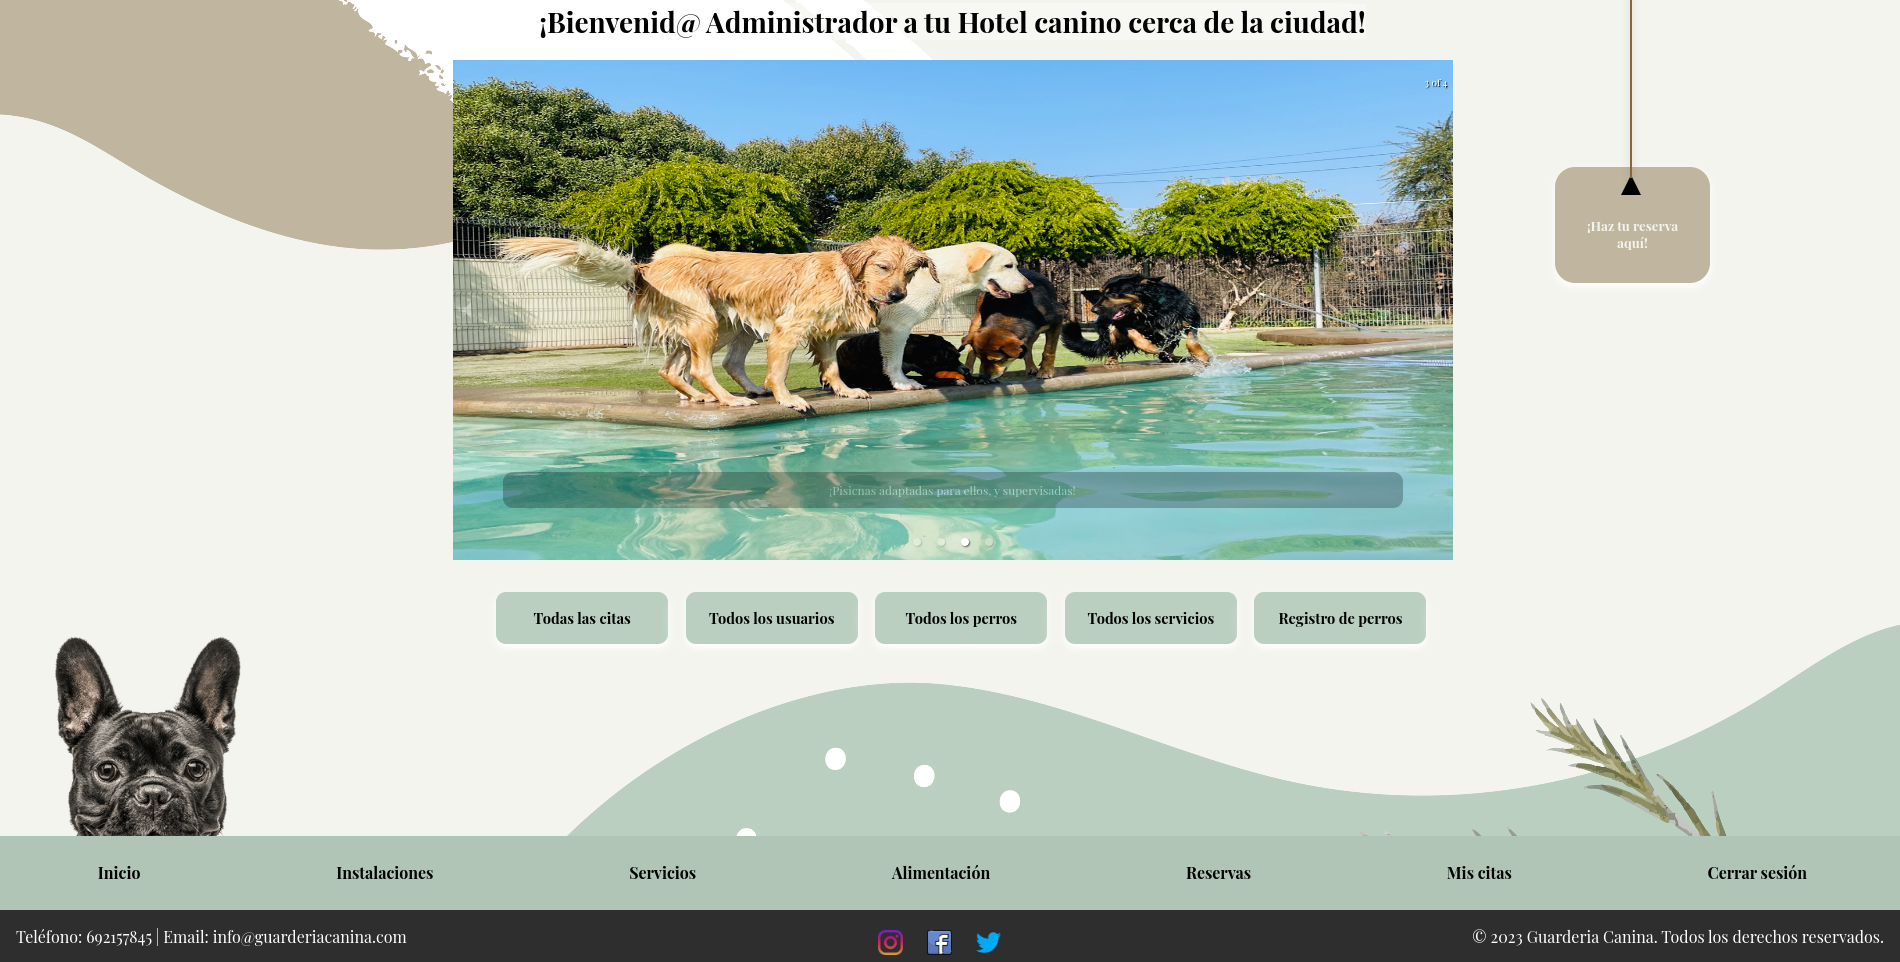 ¡Bienvenid@ Administrador a tu Hotel canino cerca de la ciudad!
3 of 4
¡Haz tu reserva
aquí!
¡Pisicnas adaptadas para ellos, y supervisadas!
Todas las citas
Todos los usuarios
Todos los perros
Todos los servicios
Registro de perros
Inicio
Instalaciones
Servicios
Alimentación
Reservas
Mis citas
Cerrar sesión
Teléfono: 692157845 | Email: info@guarderiacanina.com
© 2023 Guarderia Canina. Todos los derechos reservados.